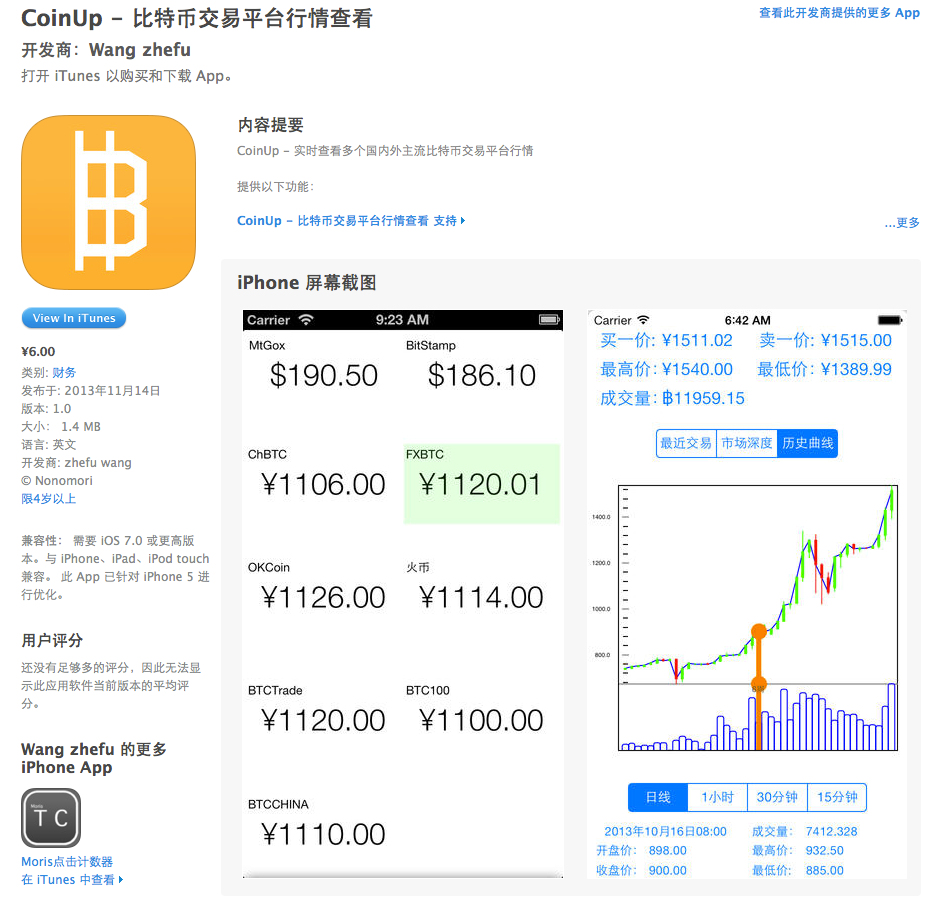 CoinUp – 比特币交易平台行情查看
查看此开发商提供的更多 App
开发商：Wang zhefu
打开 iTunes 以购买和下载 App。
内容提要
CoinUp – 实时查看多个国内外主流比特币交易平台行情
提供以下功能：
CoinUp – 比特币交易平台行情查看 支持
...更多
View In iTunes
¥6.00
类别: 财务
发布于: 2013年11月14日
版本: 1.0
大小： 1.4 MB
语言: 英文
开发商: zhefu wang
© Nonomori
限4岁以上
兼容性： 需要 iOS 7.0 或更高版
本。与 iPhone、iPad、iPod touch
兼容。 此 App 已针对 iPhone 5 进
行优化。
用户评分
还没有足够多的评分，因此无法显
示此应用软件当前版本的平均评
分。
Wang zhefu 的更多
iPhone App
Moris
T C
Moris点击计数器
在 iTunes 中查看
iPhone 屏幕截图
Carrier 9:23 AM
MtGox BitStamp
$190.50 $186.10
ChBTC FXBTC
¥1106.00 ¥1120.01
OKCoin 火币
¥1126.00 ¥1114.00
BTCTrade BTC100
¥1120.00 ¥1100.00
BTCCHINA
¥1110.00
Carrier 6:42 AM
买一价: ¥1511.02 卖一价: ¥1515.00
最高价: ¥1540.00 最低价: ¥1389.99
成交量: ฿11959.15
最近交易 市场深度 历史曲线
1400.0
1200.0
1000.0
800.0
日线 1小时 30分钟 15分钟
2013年10月16日08:00 成交量: 7412.328
开盘价: 898.00 最高价: 932.50
收盘价: 900.00 最低价: 885.00